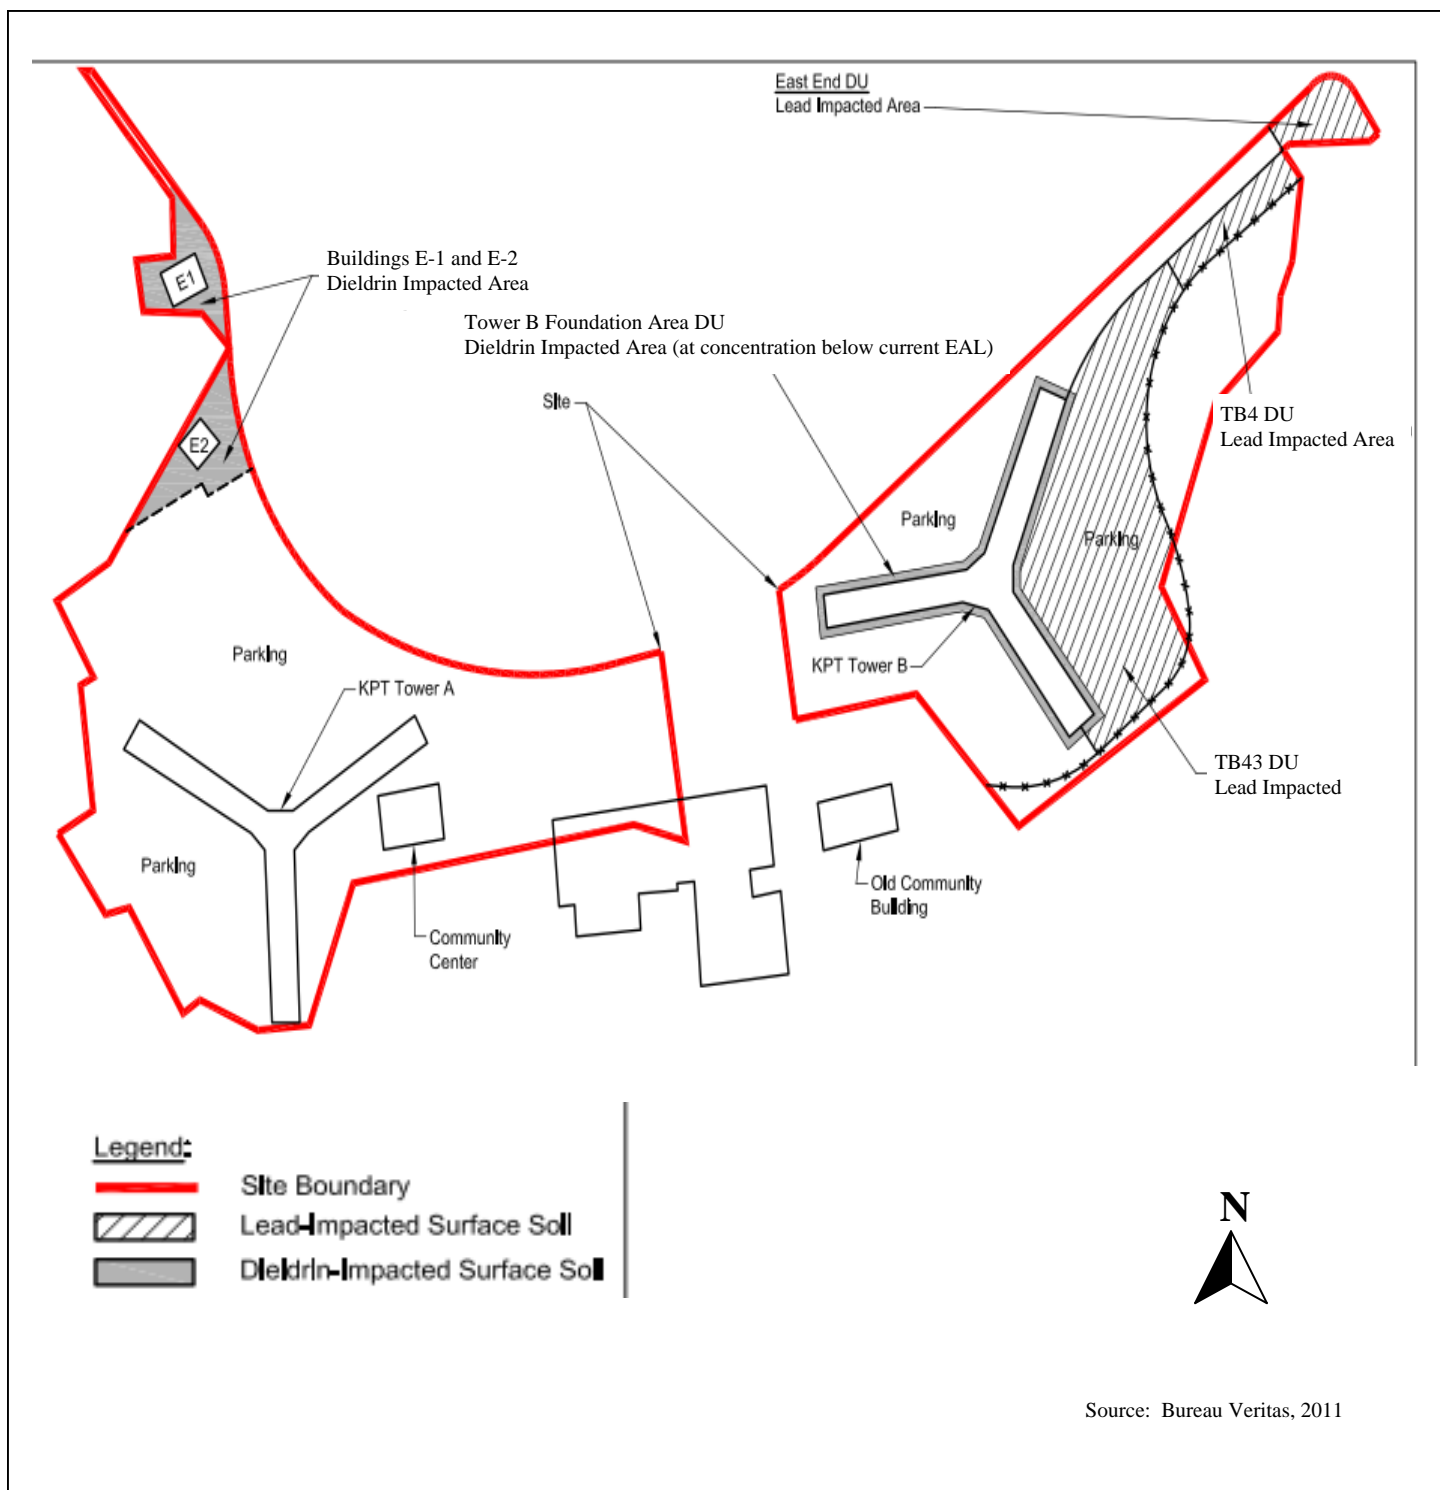 East End DU
Lead Impacted Area
Buildings E-1 and E-2
Dieldrin Impacted Area
E1
Tower B Foundation Area DU
Dieldrin Impacted Area (at concentration below current EAL)
Site
E2
TB4 DU
Lead Impacted Area
Parking
Parking
Parking
KPT Tower B
KPT Tower A
TB43 DU
Lead Impacted
Parking
Old Community
Building
Community
Center
Legend:
Site Boundary
Lead-Impacted Surface Soil
Dieldrin-Impacted Surface Soil
N
Source: Bureau Veritas, 2011